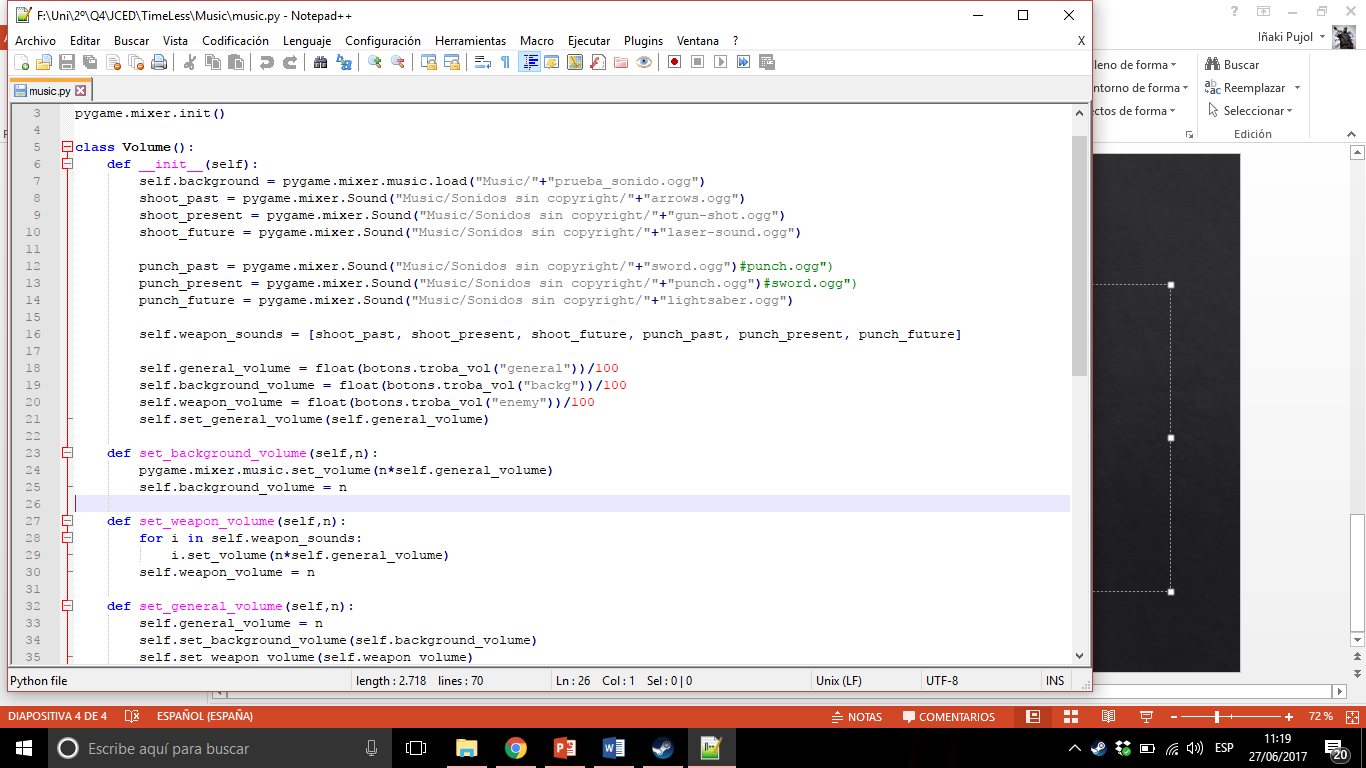 F:\Uni\2º\Q4\JCED\TimeLess\Music\music.py - Notepad++
Archivo Editar Buscar Vista Codificación Lenguaje Configuración Herramientas Macro Ejecutar Plugins Ventana ? X
music.py
3 pygame.mixer.init()
4
5 class Volume():
6 def __init__(self):
7 self.background = pygame.mixer.music.load("Music/"+"prueba_sonido.ogg")
8 shoot_past = pygame.mixer.Sound("Music/Sonidos sin copyright/"+"arrows.ogg")
9 shoot_present = pygame.mixer.Sound("Music/Sonidos sin copyright/"+"gun-shot.ogg")
10 shoot_future = pygame.mixer.Sound("Music/Sonidos sin copyright/"+"laser-sound.ogg")
11
12 punch_past = pygame.mixer.Sound("Music/Sonidos sin copyright/"+"sword.ogg")#punch.ogg")
13 punch_present = pygame.mixer.Sound("Music/Sonidos sin copyright/"+"punch.ogg")#sword.ogg")
14 punch_future = pygame.mixer.Sound("Music/Sonidos sin copyright/"+"lightsaber.ogg")
15
16 self.weapon_sounds = [shoot_past, shoot_present, shoot_future, punch_past, punch_present, punch_future]
17
18 self.general_volume = float(botons.troba_vol("general"))/100
19 self.background_volume = float(botons.troba_vol("backg"))/100
20 self.weapon_volume = float(botons.troba_vol("enemy"))/100
21 self.set_general_volume(self.general_volume)
22
23 def set_background_volume(self,n):
24 pygame.mixer.music.set_volume(n*self.general_volume)
25 self.background_volume = n
26
27 def set_weapon_volume(self,n):
28 for i in self.weapon_sounds:
29 i.set_volume(n*self.general_volume)
30 self.weapon_volume = n
31
32 def set_general_volume(self,n):
33 self.general_volume = n
34 self.set_background_volume(self.background_volume)
35 self.set_weapon_volume(self.weapon_volume)
Python file length : 2.718 lines : 70 Ln : 26 Col : 1 Sel : 0 | 0 Unix (LF) UTF-8 INS
?
Iñaki Pujol
leno de forma
ntorno de forma
ctos de forma
Buscar
Reemplazar
Seleccionar
Edición
DIAPOSITIVA 4 DE 4 ESPAÑOL (ESPAÑA) NOTAS COMENTARIOS 72 %
Escribe aquí para buscar
ESP
11:19
27/06/2017
20